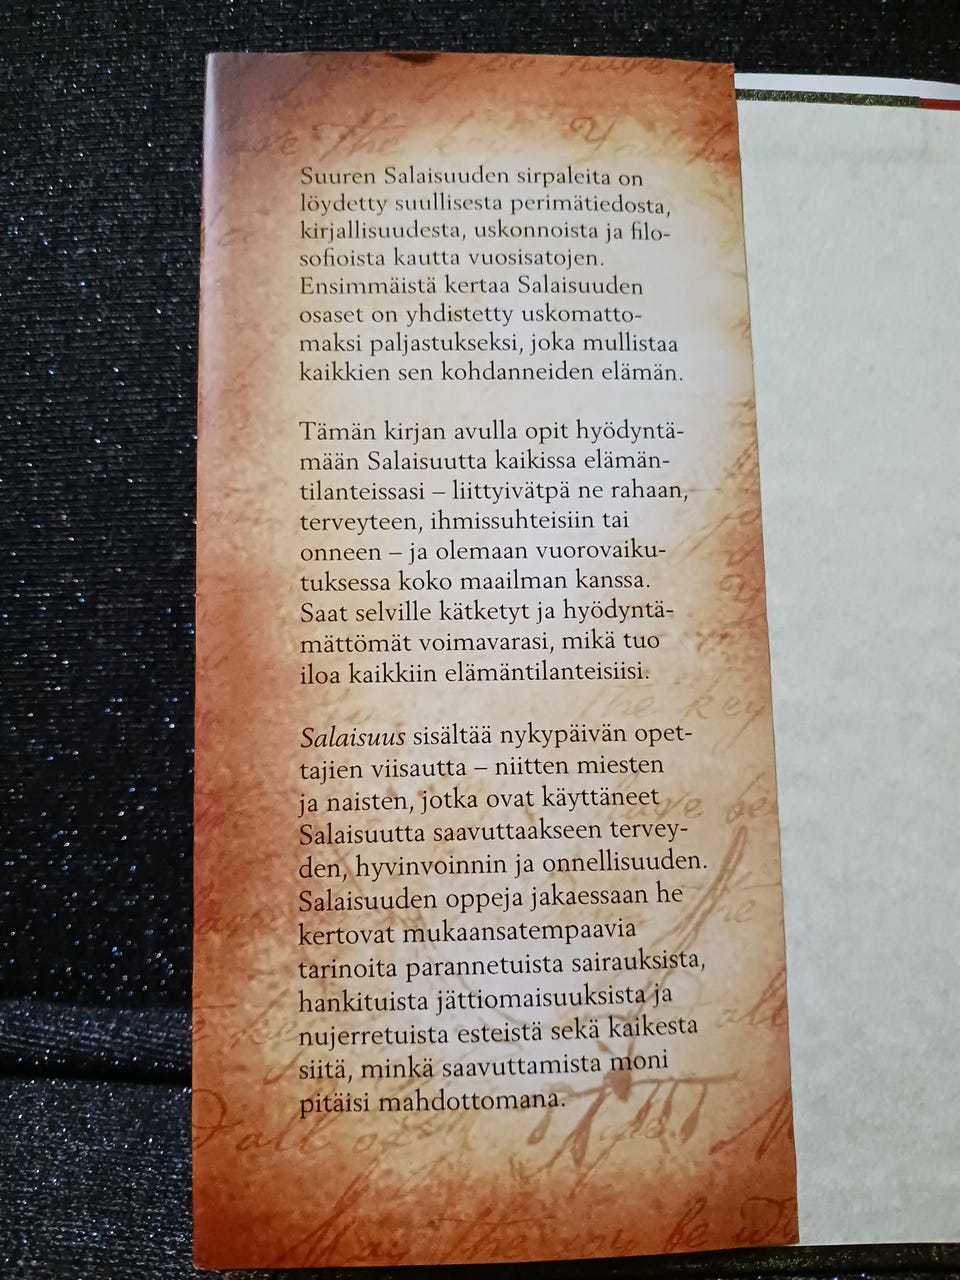 Suuren Salaisuuden sirpaleita on
löydetty suullisesta perimätiedosta,
kirjallisuudesta, uskonnoista ja filo-
sofioista kautta vuosisatojen.
Ensimmäistä kertaa Salaisuuden
osaset on yhdistetty uskomatto-
maksi paljastukseksi, joka mullistaa
kaikkien sen kohdanneiden elämän.
Tämän kirjan avulla opit hyödyntä-
mään Salaisuutta kaikissa elämän-
tilanteissasi – liittyivätpä ne rahaan,
terveyteen, ihmissuhteisiin tai
onneen – ja olemaan vuorovaiku-
tuksessa koko maailman kanssa.
Saat selville kätketyt ja hyödyntä-
mättömät voimavarasi, mikä tuo
iloa kaikkiin elämäntilanteisiisi.
Salaisuus sisältää nykypäivän opet-
tajien viisautta – niitten miesten
ja naisten, jotka ovat käyttäneet
Salaisuutta saavuttaakseen tervey-
den, hyvinvoinnin ja onnellisuuden.
Salaisuuden oppeja jakaessaan he
kertovat mukaansatempaavia
tarinoita parannetuista sairauksista,
hankituista jättiomaisuuksista ja
nujerretuista esteistä sekä kaikesta
siitä, minkä saavuttamista moni
pitäisi mahdottomana.
May the joy be